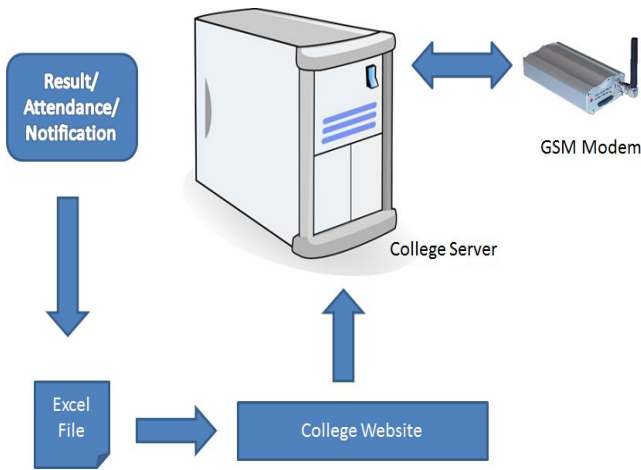 Result/
Attendance/
Notification
GSM Modem
College Server
Excel
File
College Website